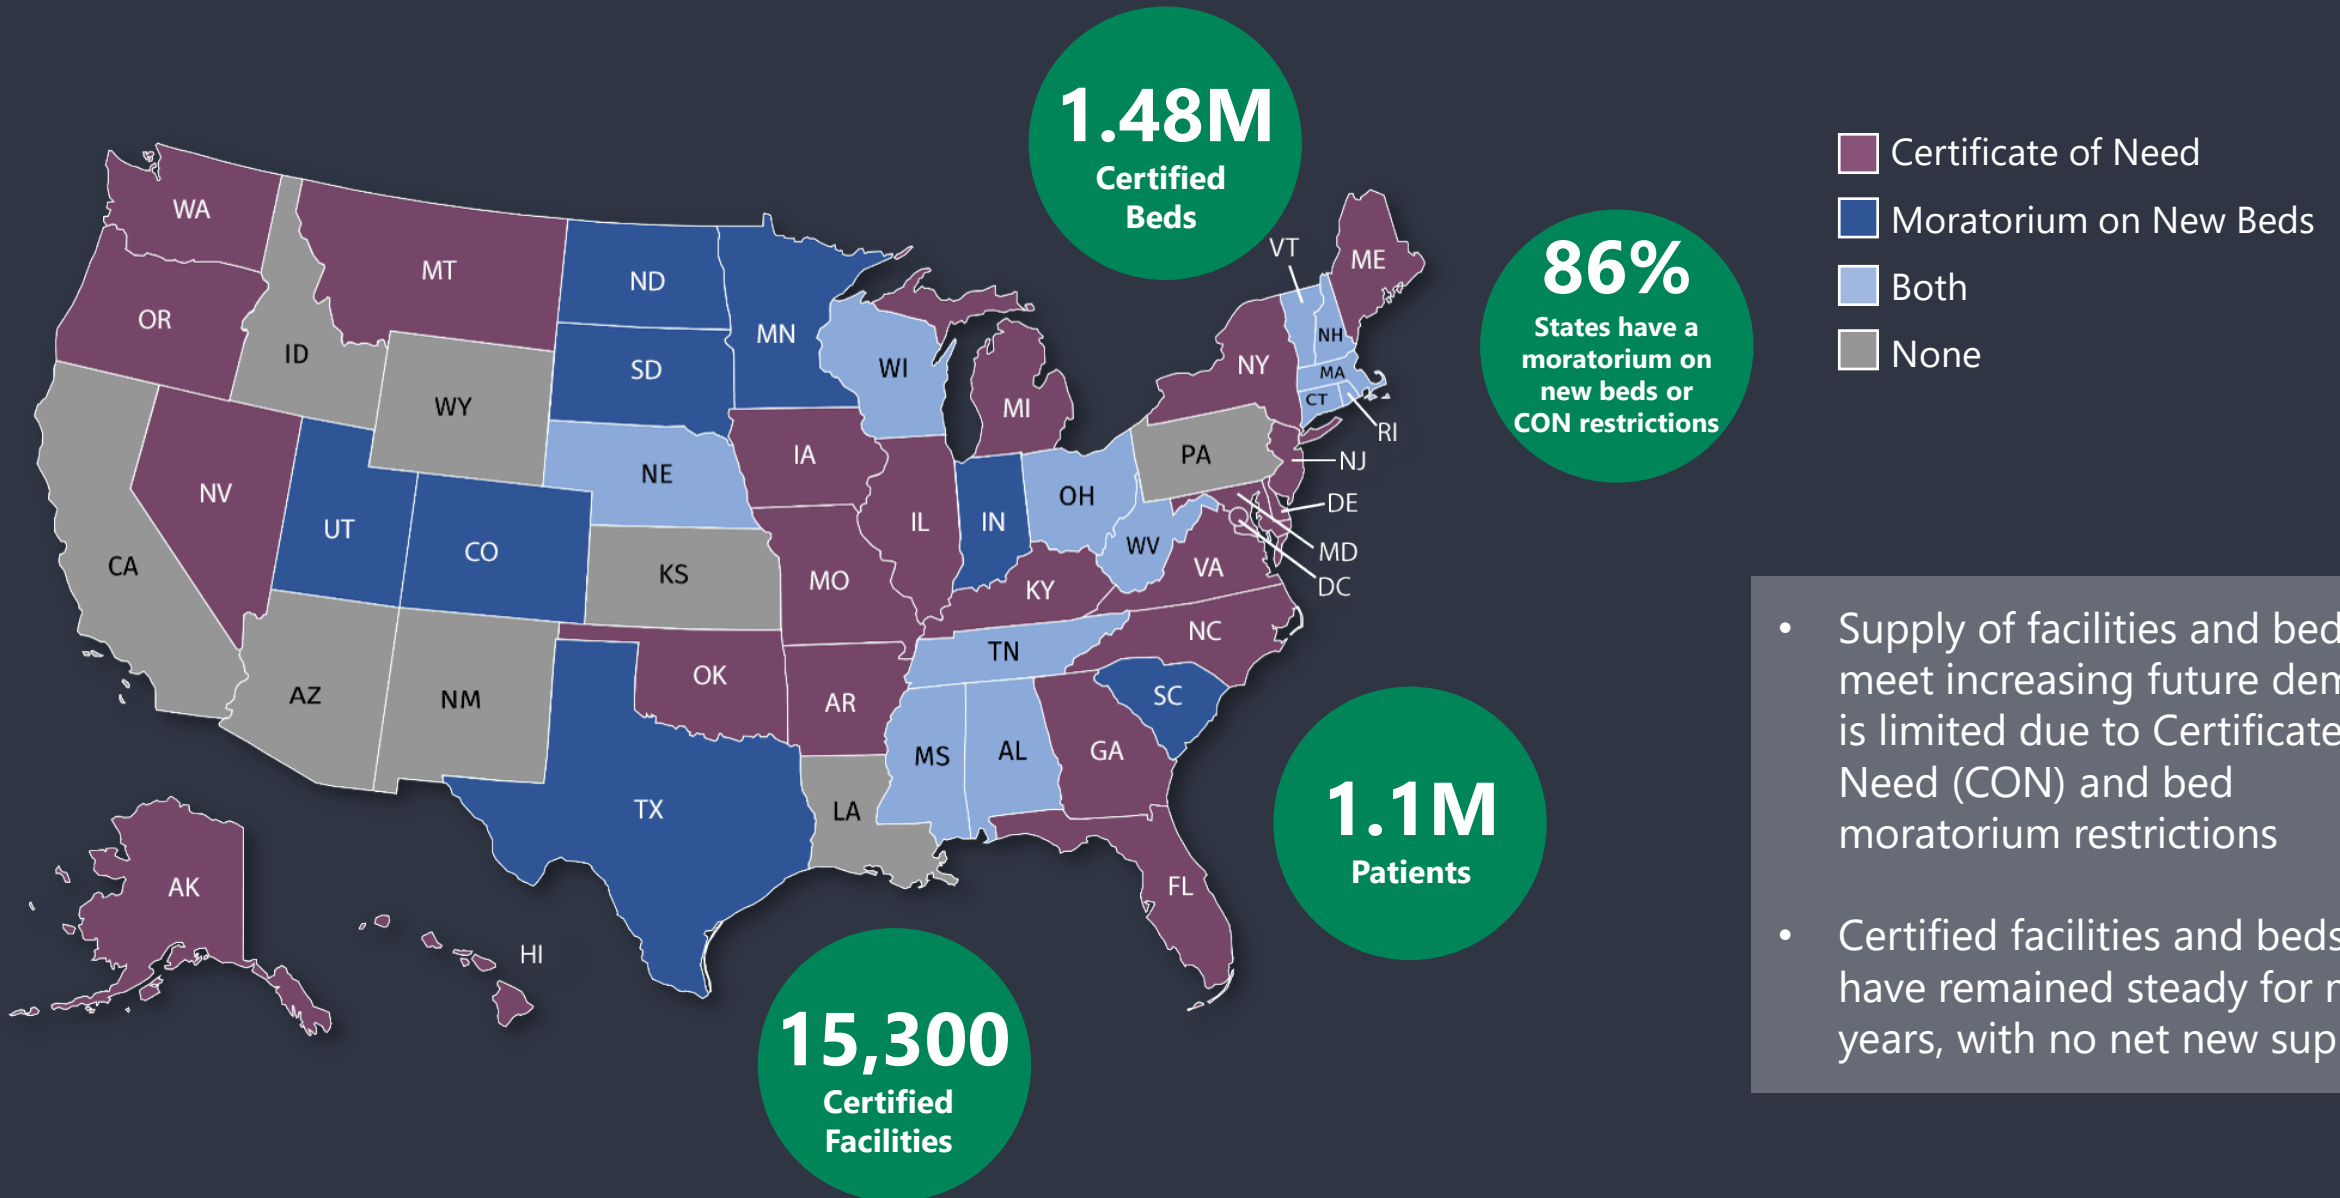 1.48M
Certified
Beds
86%
States have a
moratorium on
new beds or
CON restrictions
Certificate of Need
Moratorium on New Beds
Both
None
WA
OR
MT
ID
WY
NV
CA
UT
CO
AZ
NM
ND
SD
NE
KS
OK
TX
MN
IA
MO
AR
LA
WI
IL
MI
IN
OH
KY
TN
MS
AL
GA
FL
SC
NC
VA
WV
PA
NY
VT
NH
ME
MA
CT
RI
NJ
DE
MD
DC
AK
HI
1.1M
Patients
15,300
Certified
Facilities
• Supply of facilities and bed
meet increasing future
is limited due to Certificate
Need (CON) and bed
moratorium restrictions
• Certified facilities and beds
have remained steady for
years, with no net new